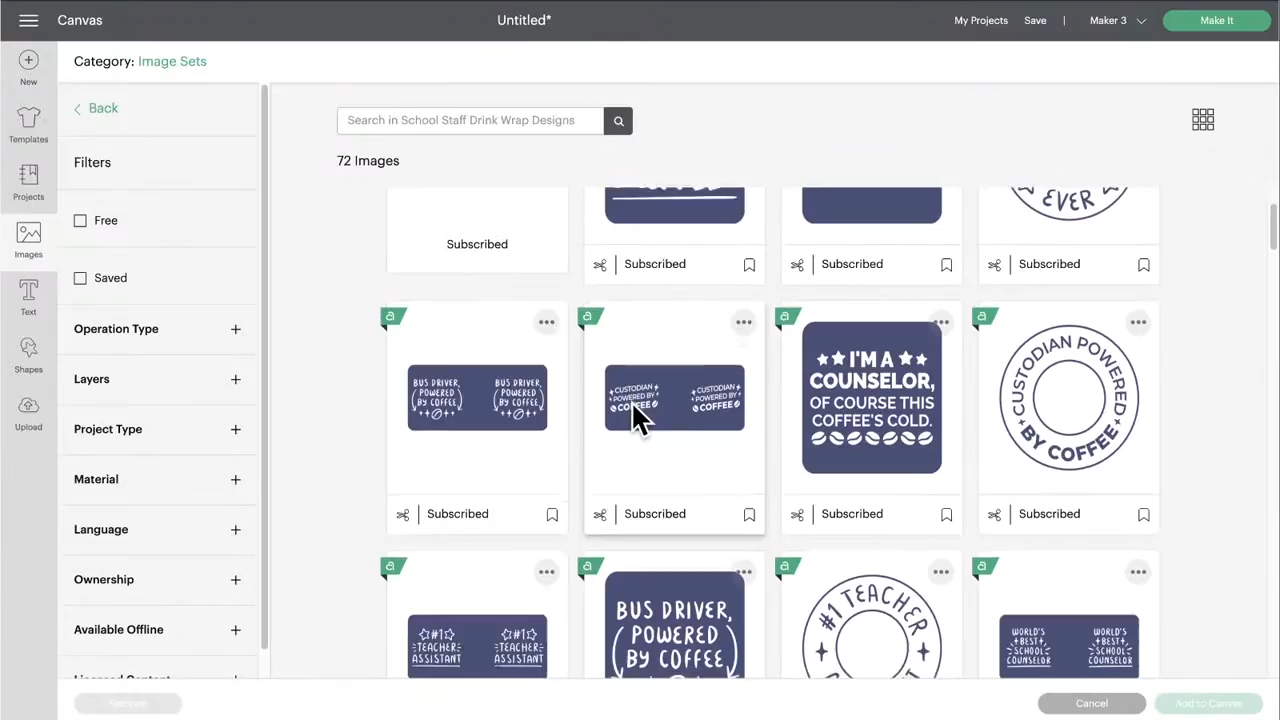 Canvas
Untitled*
My Projects
Save
|
Maker 3
Make It
New
Templates
Projects
Images
Text
Shapes
Upload
Category: Image Sets
Back
Filters
Free
Saved
Operation Type
Layers
Project Type
Material
Language
Ownership
Available Offline
Search in School Staff Drink Wrap Designs
72 Images
EVER
Subscribed
Subscribed
Subscribed
Subscribed
BUS DRIVER,
POWERED
BY COFFEE
BUS DRIVER,
POWERED
BY COFFEE
CUSTODIAN
POWERED BY
COFFEE
CUSTODIAN
POWERED BY
COFFEE
I'M A
COUNSELOR,
OF COURSE THIS
COFFEE'S COLD.
CUSTODIAN POWERED
BY COFFEE
Subscribed
Subscribed
Subscribed
Subscribed
#1
TEACHER
ASSISTANT
#1
TEACHER
ASSISTANT
BUS DRIVER,
POWERED
BY COFFEE
#1 TEACHER
WORLD'S
BEST
SCHOOL
COUNSELOR
WORLD'S
BEST
SCHOOL
COUNSELOR
Cancel
Add to Canvas